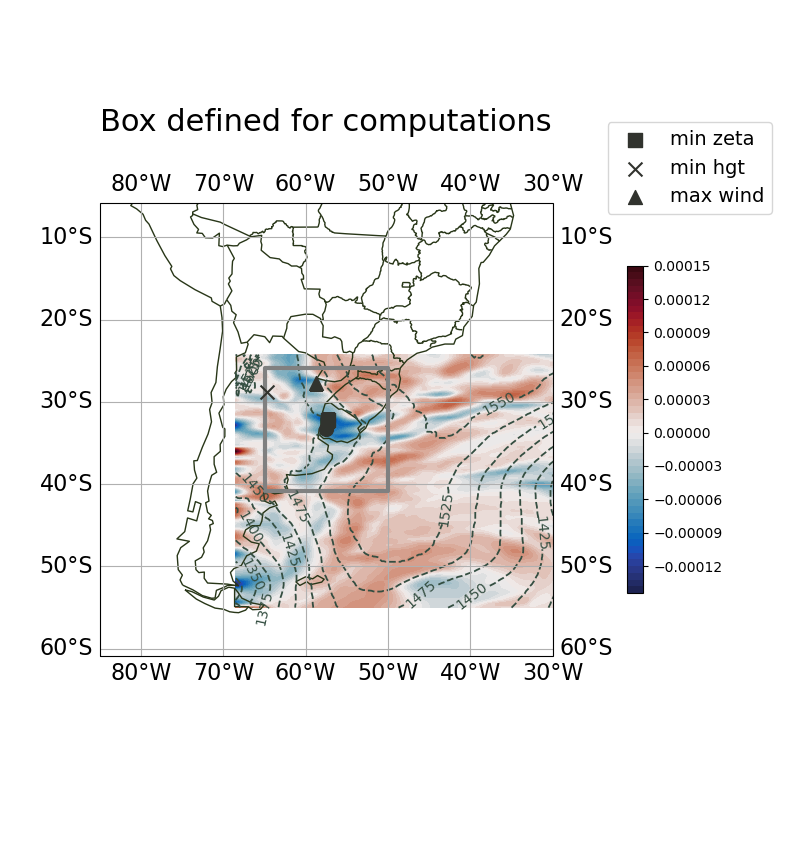 Box defined for computations
min zeta
min hgt
max wind
80°W 70°W 60°W 50°W 40°W 30°W
10°S 10°S
20°S 20°S
30°S 30°S
40°S 40°S
50°S 50°S
60°S 60°S
80°W 70°W 60°W 50°W 40°W 30°W
0.00015
0.00012
0.00009
0.00006
0.00003
0.00000
−0.00003
−0.00006
−0.00009
−0.00012
1550
15
1450
1475
1400
1425
1350
1375
1525
1425
1475
1450